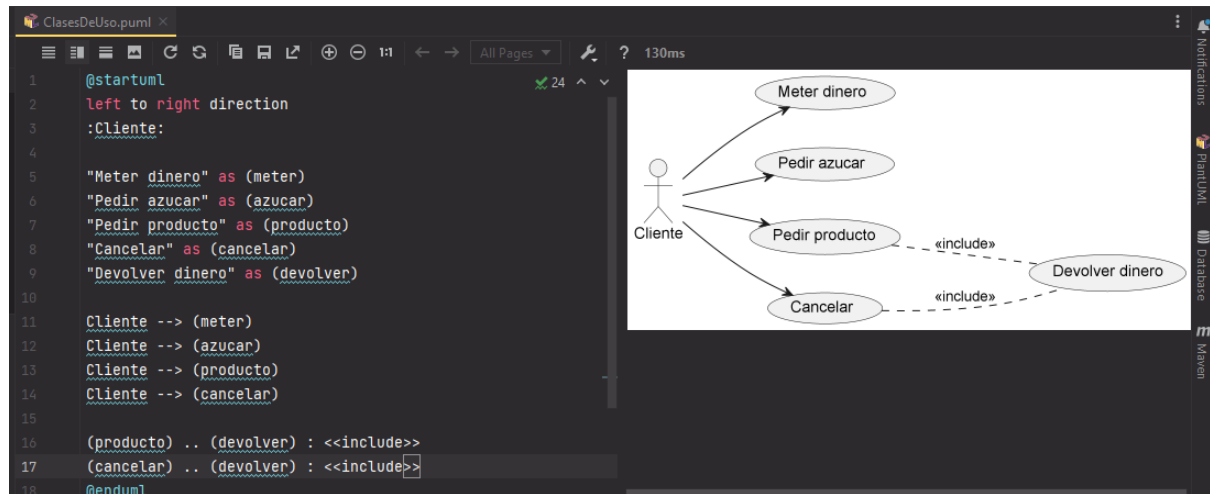 ClasesDeUso.puml
1:1 All Pages ? 130ms
24
1 @startuml
2 left to right direction
3 :Cliente:
4
5 "Meter dinero" as (meter)
6 "Pedir azucar" as (azucar)
7 "Pedir producto" as (producto)
8 "Cancelar" as (cancelar)
9 "Devolver dinero" as (devolver)
10
11 Cliente --> (meter)
12 Cliente --> (azucar)
13 Cliente --> (producto)
14 Cliente --> (cancelar)
15
16 (producto) .. (devolver) : <<include>>
17 (cancelar) .. (devolver) : <<include>>
18 @enduml
Meter dinero
Pedir azucar
Cliente
Pedir producto
«include»
Devolver dinero
«include»
Cancelar
Notifications
PlantUML
Database
m Maven